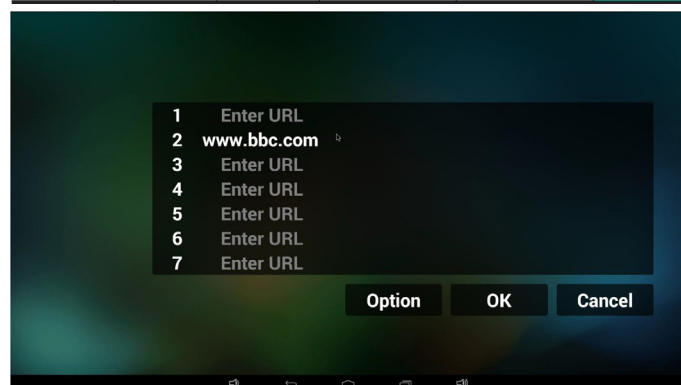 1 Enter URL
2 www.bbc.com
3 Enter URL
4 Enter URL
5 Enter URL
6 Enter URL
7 Enter URL
Option OK Cancel